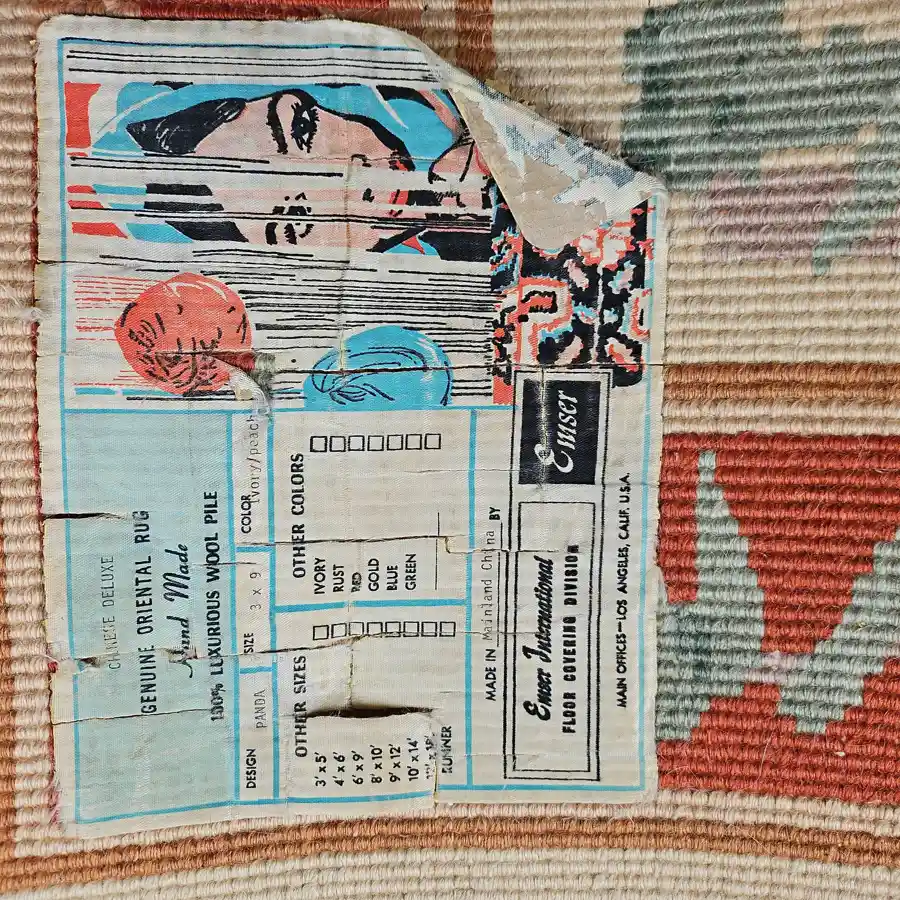 CHINESE DELUXE
GENUINE ORIENTAL RUG
Hand Made
100% LUXURIOUS WOOL PILE
DESIGN PANDA
SIZE 3 x 9
COLOR Ivory/peach
OTHER SIZES
3' x 5'
4' x 6'
6' x 9'
8' x 10'
9' x 12'
10' x 14'
RUNNER
OTHER COLORS
IVORY
RUST
RED
GOLD
BLUE
GREEN
MADE IN Mainland China BY
Emser
Emser International
FLOOR COVERING DIVISION
MAIN OFFICES—LOS ANGELES, CALIF. U.S.A.